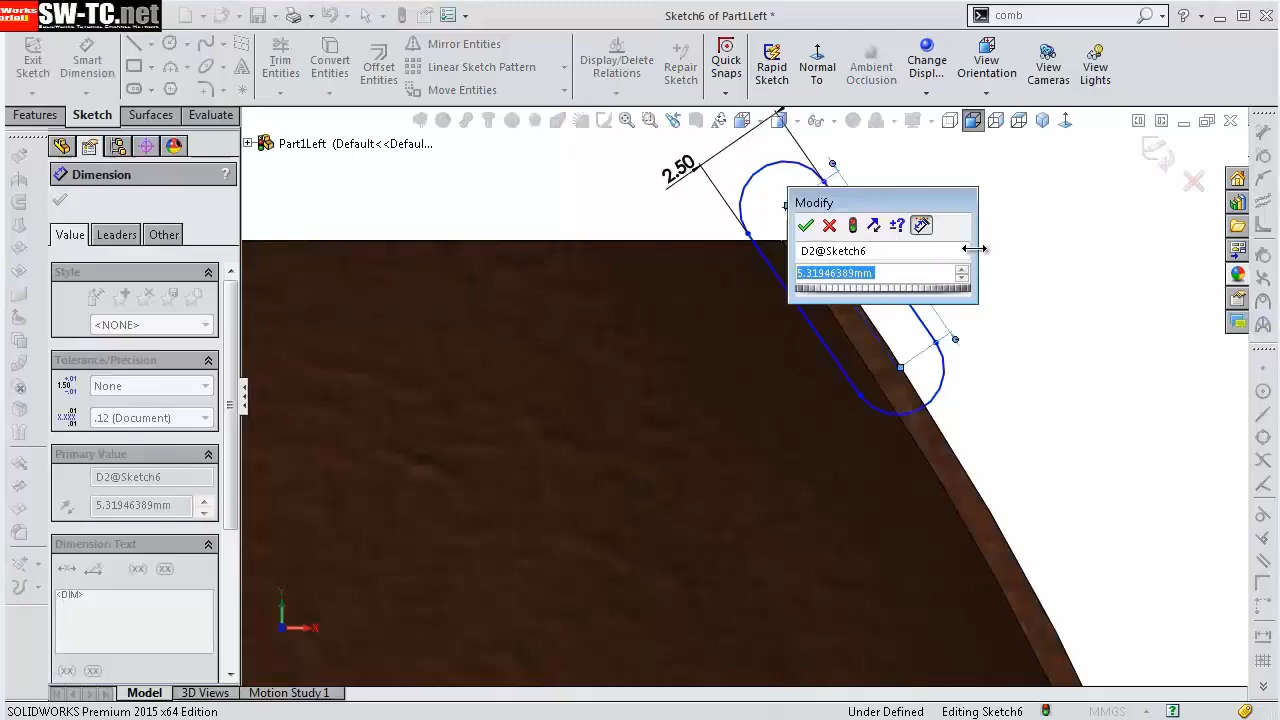 SW-TC.net
SolidWorks Tutorial Channel Network
Sketch6 of Part1Left *
comb
Exit Sketch
Smart Dimension
Trim Entities
Convert Entities
Offset Entities
Mirror Entities
Linear Sketch Pattern
Move Entities
Display/Delete Relations
Repair Sketch
Quick Snaps
Rapid Sketch
Normal To
Ambient Occlusion
Change Displ...
View Orientation
View Cameras
View Lights
Features
Sketch
Surfaces
Evaluate
Part1Left (Default<<Defaul...
Dimension
?
Value
Leaders
Other
Style
<NONE>
Tolerance/Precision
None
.12 (Document)
Primary Value
D2@Sketch6
5.31946389mm
Dimension Text
<DIM>
2.50
Modify
D2@Sketch6
5.31946389mm
Y
X
Model
3D Views
Motion Study 1
SOLIDWORKS Premium 2015 x64 Edition
Under Defined
Editing Sketch6
MMGS